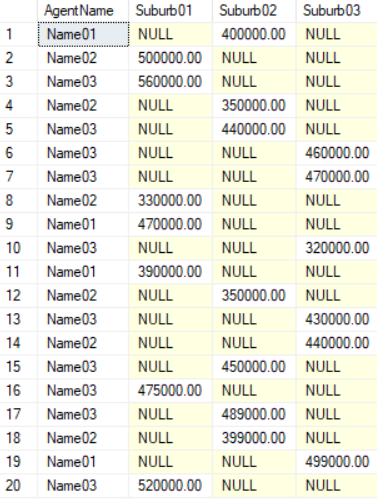 AgentName Suburb01 Suburb02 Suburb03
1 Name01 NULL 400000.00 NULL
2 Name02 500000.00 NULL NULL
3 Name03 560000.00 NULL NULL
4 Name02 NULL 350000.00 NULL
5 Name03 NULL 440000.00 NULL
6 Name03 NULL NULL 460000.00
7 Name03 NULL NULL 470000.00
8 Name02 330000.00 NULL NULL
9 Name01 470000.00 NULL NULL
10 Name03 NULL NULL 320000.00
11 Name01 390000.00 NULL NULL
12 Name02 NULL 350000.00 NULL
13 Name03 NULL NULL 430000.00
14 Name02 NULL NULL 440000.00
15 Name03 NULL 450000.00 NULL
16 Name03 475000.00 NULL NULL
17 Name03 NULL 489000.00 NULL
18 Name02 NULL 399000.00 NULL
19 Name01 NULL NULL 499000.00
20 Name03 520000.00 NULL NULL